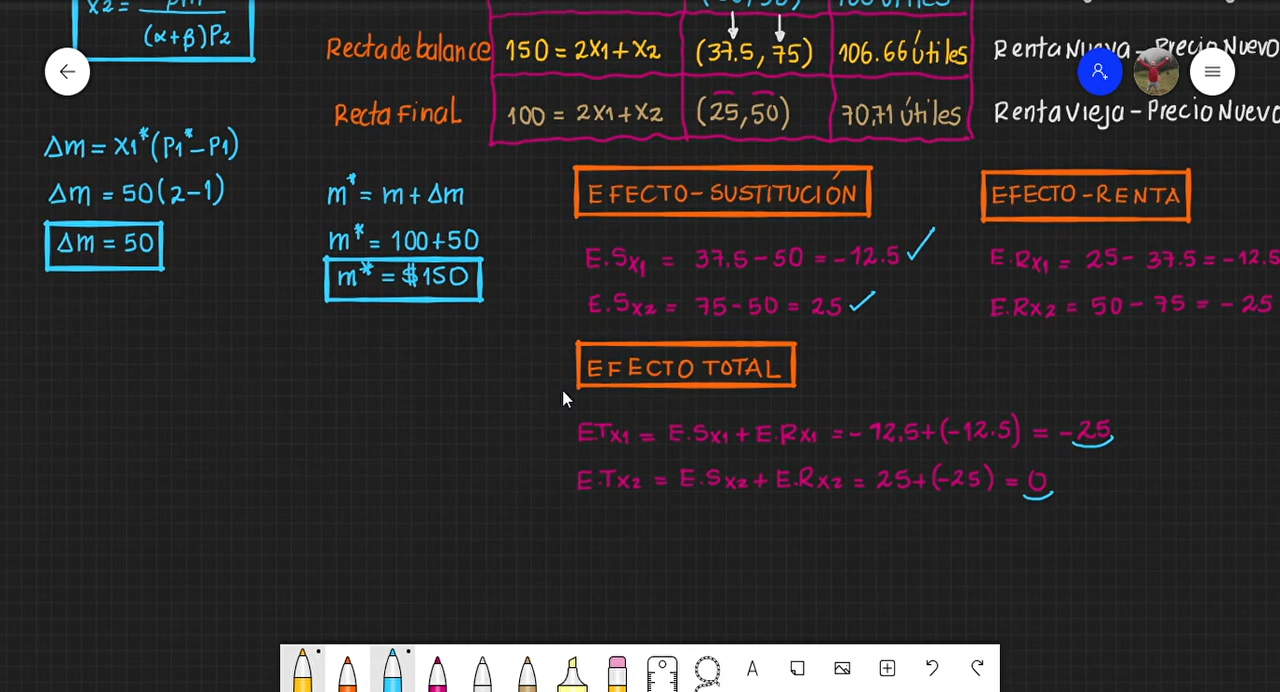 x2 =
(α+β)P2
Recta de balance 150 = 2X1+X2 (37.5, 75) 106.66 Útiles Renta Nueva - Precio Nuevo
Recta Final 100 = 2X1+X2 (25,50) 70,71 Útiles Renta Vieja - Precio Nuevo
Δm = X1*(P1*-P1)
Δm = 50(2-1)
Δm = 50
m* = m + Δm
m* = 100+50
m* = $150
EFECTO-SUSTITUCIÓN
E.SX1 = 37.5-50 = -12.5
E.SX2 = 75-50 = 25
EFECTO-RENTA
E.RX1 = 25 - 37.5 = -12.5
E.RX2 = 50 - 75 = -25
EFECTO TOTAL
E.TX1 = E.SX1 + E.RX1 = -12,5+(-12.5) = -25
E.TX2 = E.SX2 + E.RX2 = 25+(-25) = 0
A